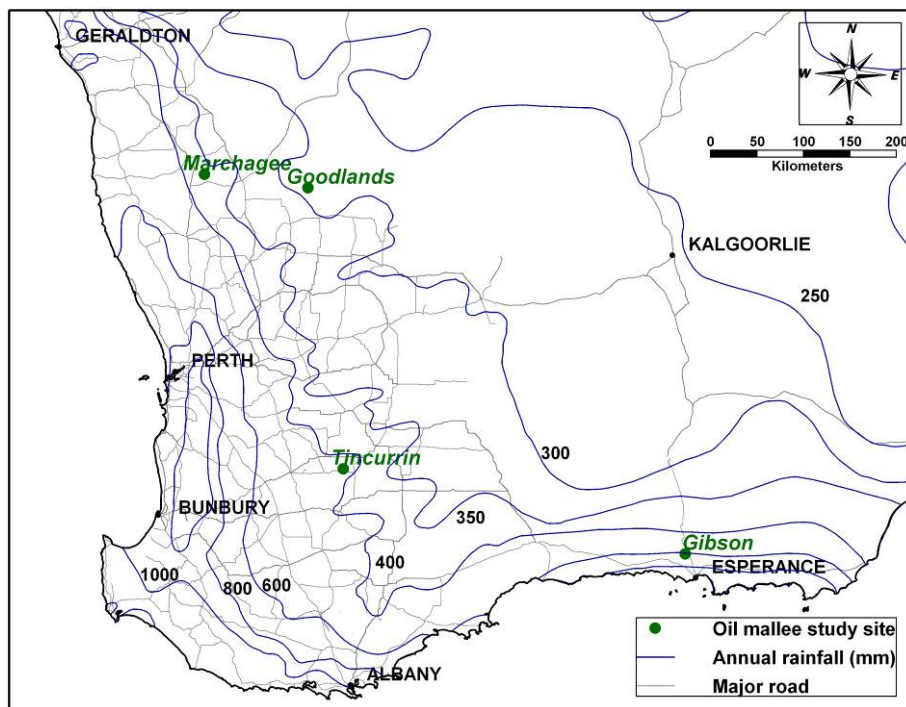 GERALDTON
N
W E
S
0 50 100 150 200
Kilometers
Marchagee
Goodlands
KALGOORLIE
250
PERTH
Tincurrin
300
BUNBURY
350
Gibson
400
ESPERANCE
1000
800
600
ALBANY
Oil mallee study site
Annual rainfall (mm)
Major road